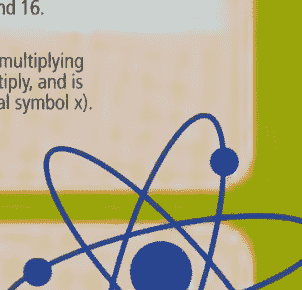 nd 16.
multiplying
tiply, and is
al symbol x).